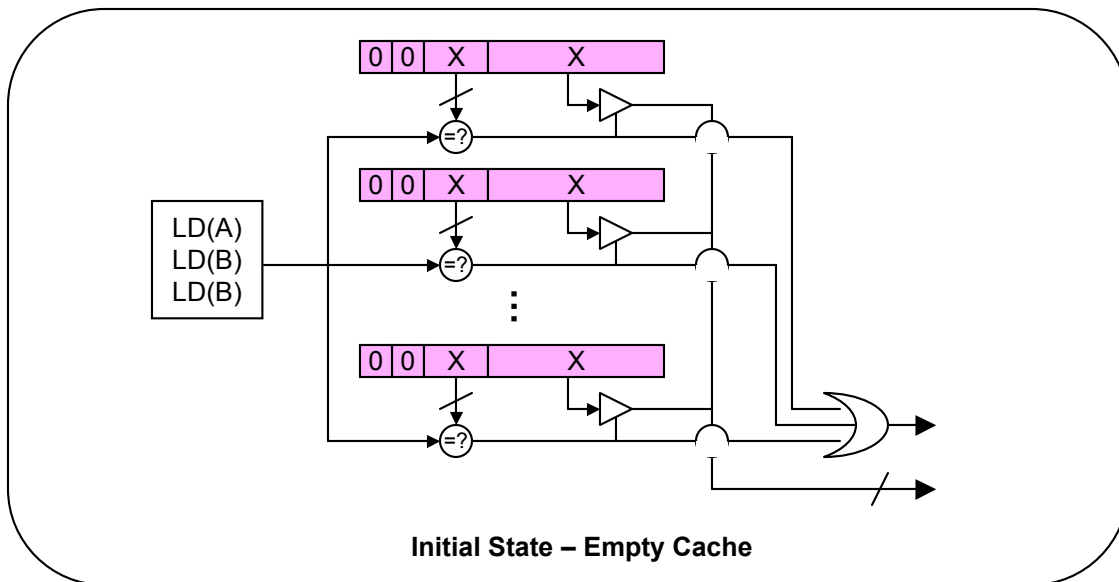 0 0 X X
=?
0 0 X X
LD(A)
LD(B)
LD(B)
=?
⋮
0 0 X X
=?
Initial State – Empty Cache